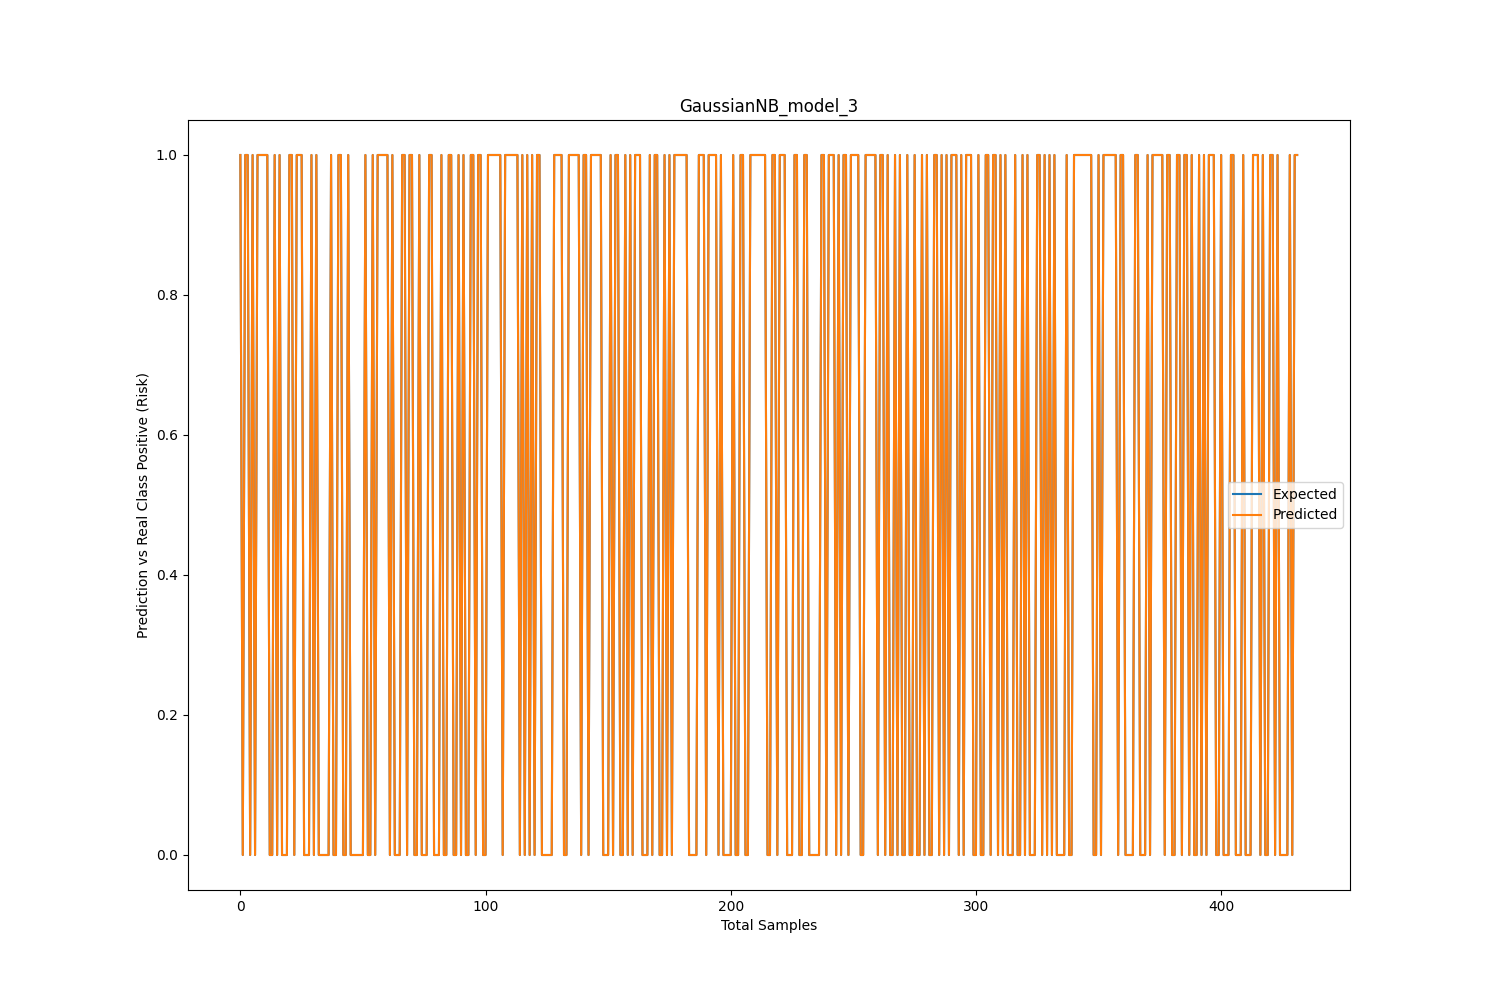 GaussianNB_model_3
1.0
0.8
0.6
0.4
0.2
0.0
Prediction vs Real Class Positive (Risk)
Expected
Predicted
0 100 200 300 400
Total Samples